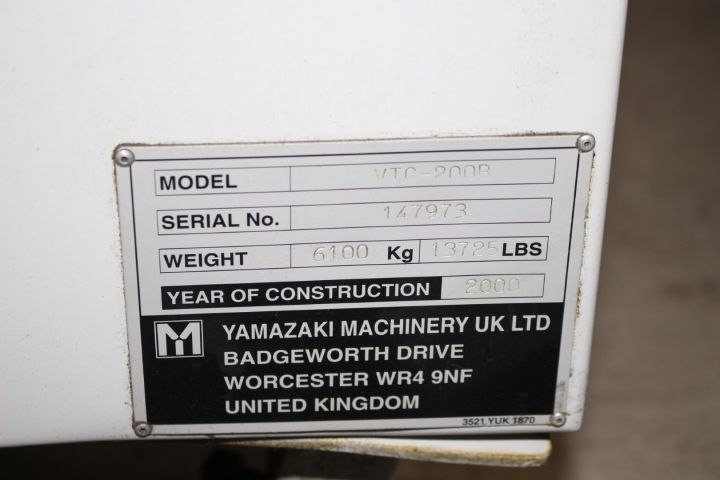 MODEL VTC-200B
SERIAL No. 147973
WEIGHT 6100 Kg 13725 LBS
YEAR OF CONSTRUCTION 2000
YAMAZAKI MACHINERY UK LTD
BADGEWORTH DRIVE
WORCESTER WR4 9NF
UNITED KINGDOM
3521 YUK 1870